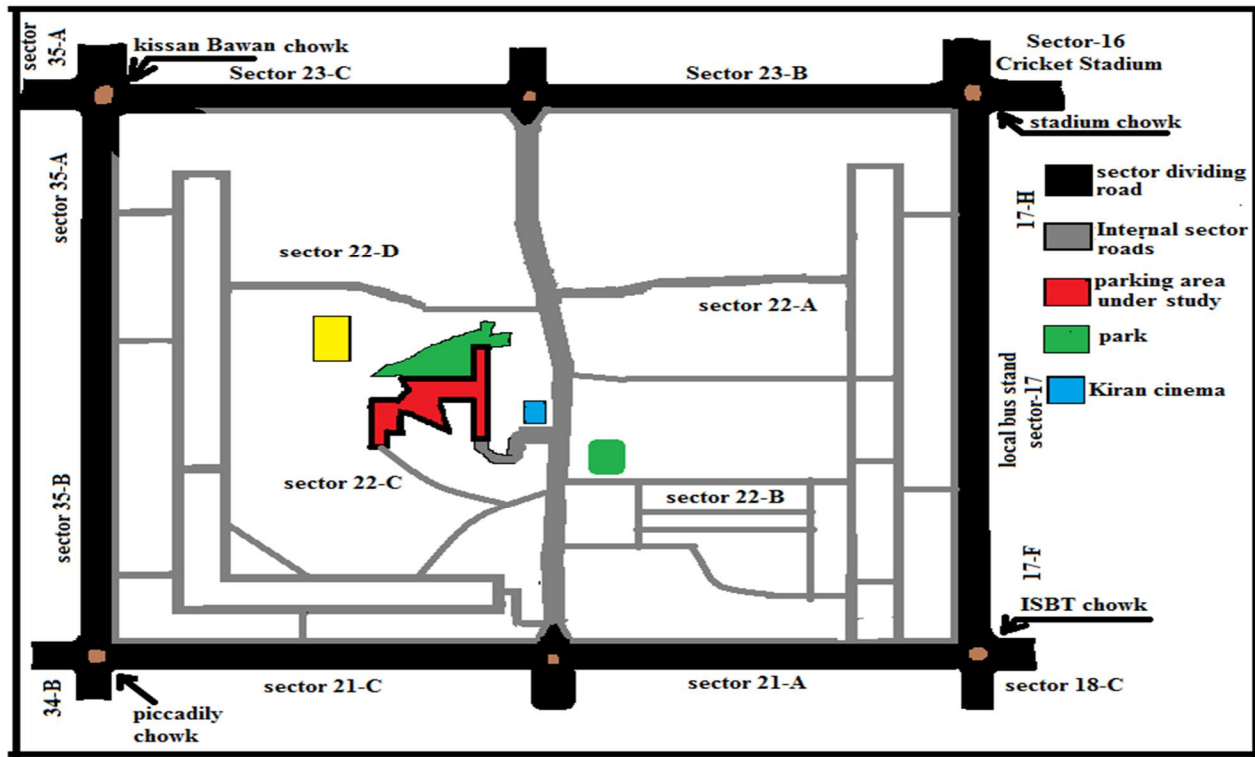 sector
35-A
kissan Bawan chowk
Sector 23-C
Sector 23-B
Sector-16
Cricket Stadium
stadium chowk
sector 35-A
sector dividing
road
17-H
Internal sector
roads
sector 22-D
parking area
under study
sector 22-A
park
Kiran cinema
local bus stand
sector-17
sector 22-C
sector 22-B
sector 35-B
17-F
ISBT chowk
34-B
sector 21-C
sector 21-A
sector 18-C
piccadily
chowk